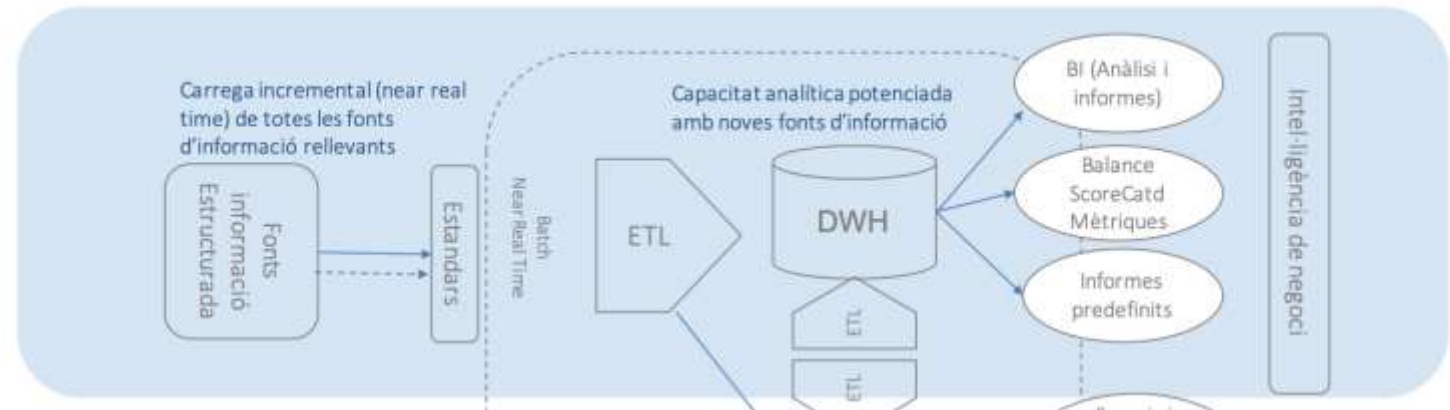 Carrega incremental (near real
time) de totes les fonts
d'informació rellevants
Fonts
informació
Estructurada
Estandars
Batch
Near Real Time
ETL
Capacitat analítica potenciada
amb noves fonts d'informació
DWH
ETL
ETL
BI (Anàlisi i
informes)
Balance
ScoreCatd
Mètriques
Informes
predefinits
Intel·ligència de negoci